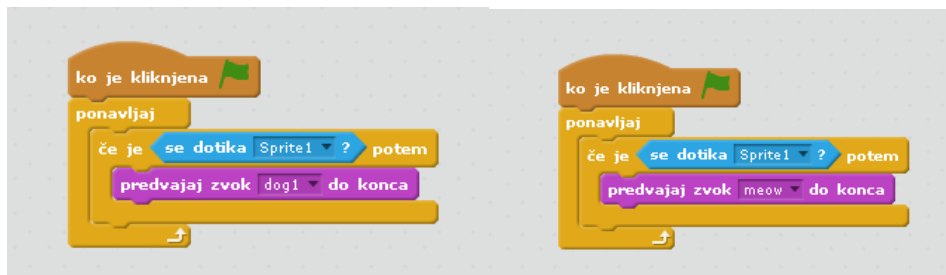 ko je kliknjena
ponavljaj
če je se dotika Sprite1 ? potem
predvajaj zvok dog1 do konca
ko je kliknjena
ponavljaj
če je se dotika Sprite1 ? potem
predvajaj zvok meow do konca